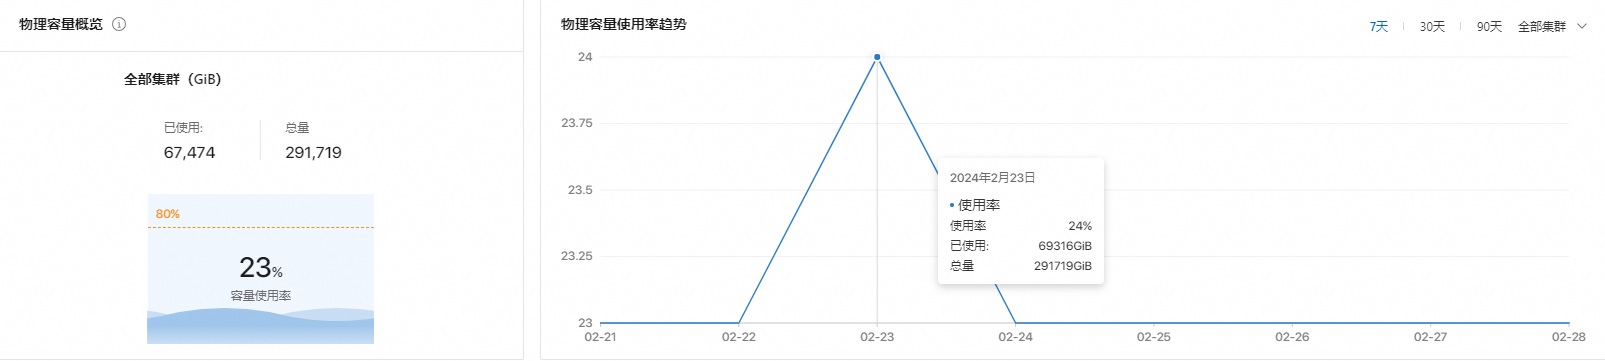 物理容量概览
全部集群（GiB）
已使用: 总量
67,474 291,719
80%
23%
容量使用率
物理容量使用率趋势
7天 30天 90天 全部集群
24
23.75
23.5
23.25
23
02-21 02-22 02-23 02-24 02-25 02-26 02-27 02-28
2024年2月23日
使用率
使用率 24%
已使用: 69316GiB
总量 291719GiB